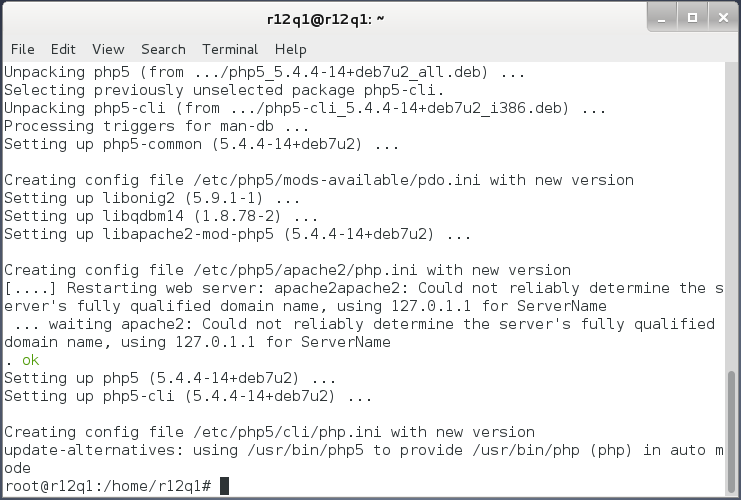 r12q1@r12q1: ~
File Edit View Search Terminal Help
Unpacking php5 (from .../php5_5.4.4-14+deb7u2_all.deb) ...
Selecting previously unselected package php5-cli.
Unpacking php5-cli (from .../php5-cli_5.4.4-14+deb7u2_i386.deb) ...
Processing triggers for man-db ...
Setting up php5-common (5.4.4-14+deb7u2) ...
Creating config file /etc/php5/mods-available/pdo.ini with new version
Setting up libonig2 (5.9.1-1) ...
Setting up libqdbm14 (1.8.78-2) ...
Setting up libapache2-mod-php5 (5.4.4-14+deb7u2) ...
Creating config file /etc/php5/apache2/php.ini with new version
[....] Restarting web server: apache2apache2: Could not reliably determine the s
erver's fully qualified domain name, using 127.0.1.1 for ServerName
 ... waiting apache2: Could not reliably determine the server's fully qualified
domain name, using 127.0.1.1 for ServerName
. ok
Setting up php5 (5.4.4-14+deb7u2) ...
Setting up php5-cli (5.4.4-14+deb7u2) ...
Creating config file /etc/php5/cli/php.ini with new version
update-alternatives: using /usr/bin/php5 to provide /usr/bin/php (php) in auto m
ode
root@r12q1:/home/r12q1#